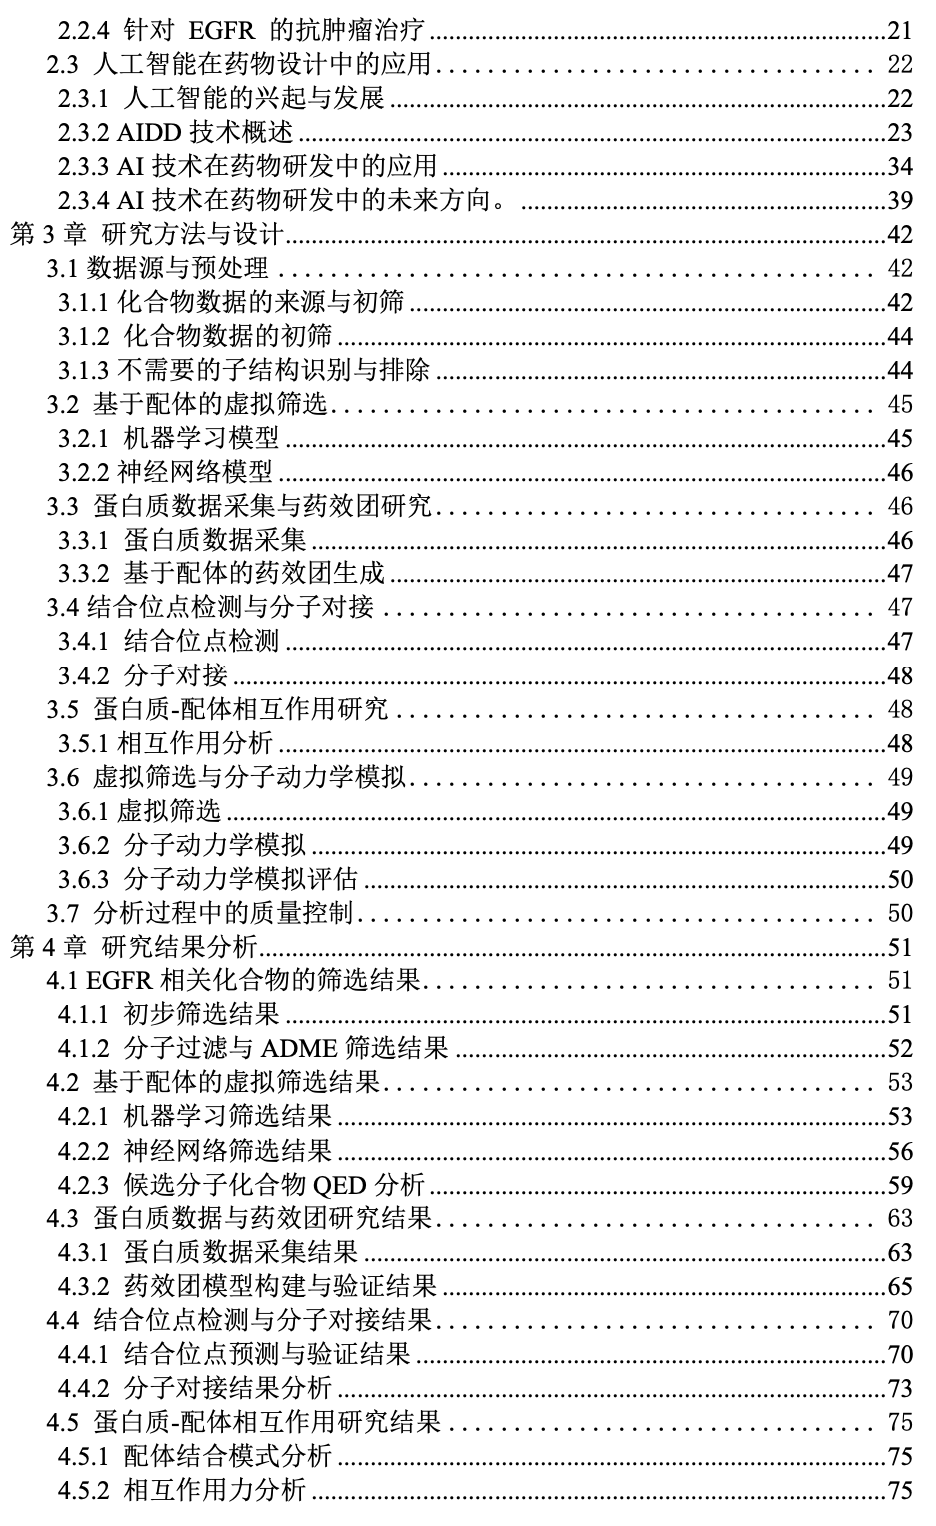 2.2.4 针对 EGFR 的抗肿瘤治疗........................................................................21
2.3 人工智能在药物设计中的应用.................................. 22
2.3.1 人工智能的兴起与发展................................................................................22
2.3.2 AIDD 技术概述................................................................................23
2.3.3 AI 技术在药物研发中的应用........................................................................34
2.3.4 AI 技术在药物研发中的未来方向。............................................................39
第 3 章 研究方法与设计................................................................................42
3.1 数据源与预处理 .................................. 42
3.1.1 化合物数据的来源与初筛........................................................................42
3.1.2 化合物数据的初筛................................................................................44
3.1.3 不需要的子结构识别与排除........................................................................44
3.2 基于配体的虚拟筛选.................................. 45
3.2.1 机器学习模型................................................................................45
3.2.2 神经网络模型................................................................................46
3.3 蛋白质数据采集与药效团研究.................................. 46
3.3.1 蛋白质数据采集................................................................................46
3.3.2 基于配体的药效团生成........................................................................47
3.4 结合位点检测与分子对接 .................................. 47
3.4.1 结合位点检测................................................................................47
3.4.2 分子对接................................................................................48
3.5 蛋白质-配体相互作用研究 .................................. 48
3.5.1 相互作用分析................................................................................48
3.6 虚拟筛选与分子动力学模拟.................................. 49
3.6.1 虚拟筛选................................................................................49
3.6.2 分子动力学模拟................................................................................49
3.6.3 分子动力学模拟评估........................................................................50
3.7 分析过程中的质量控制.................................. 50
第 4 章 研究结果分析................................................................................51
4.1 EGFR 相关化合物的筛选结果.................................. 51
4.1.1 初步筛选结果................................................................................51
4.1.2 分子过滤与 ADME 筛选结果........................................................................52
4.2 基于配体的虚拟筛选结果.................................. 53
4.2.1 机器学习筛选结果................................................................................53
4.2.2 神经网络筛选结果................................................................................56
4.2.3 候选分子化合物 QED 分析........................................................................59
4.3 蛋白质数据与药效团研究结果.................................. 63
4.3.1 蛋白质数据采集结果........................................................................63
4.3.2 药效团模型构建与验证结果........................................................................65
4.4 结合位点检测与分子对接结果.................................. 70
4.4.1 结合位点预测与验证结果........................................................................70
4.4.2 分子对接结果分析................................................................................73
4.5 蛋白质-配体相互作用研究结果 .................................. 75
4.5.1 配体结合模式分析................................................................................75
4.5.2 相互作用力分析................................................................................75